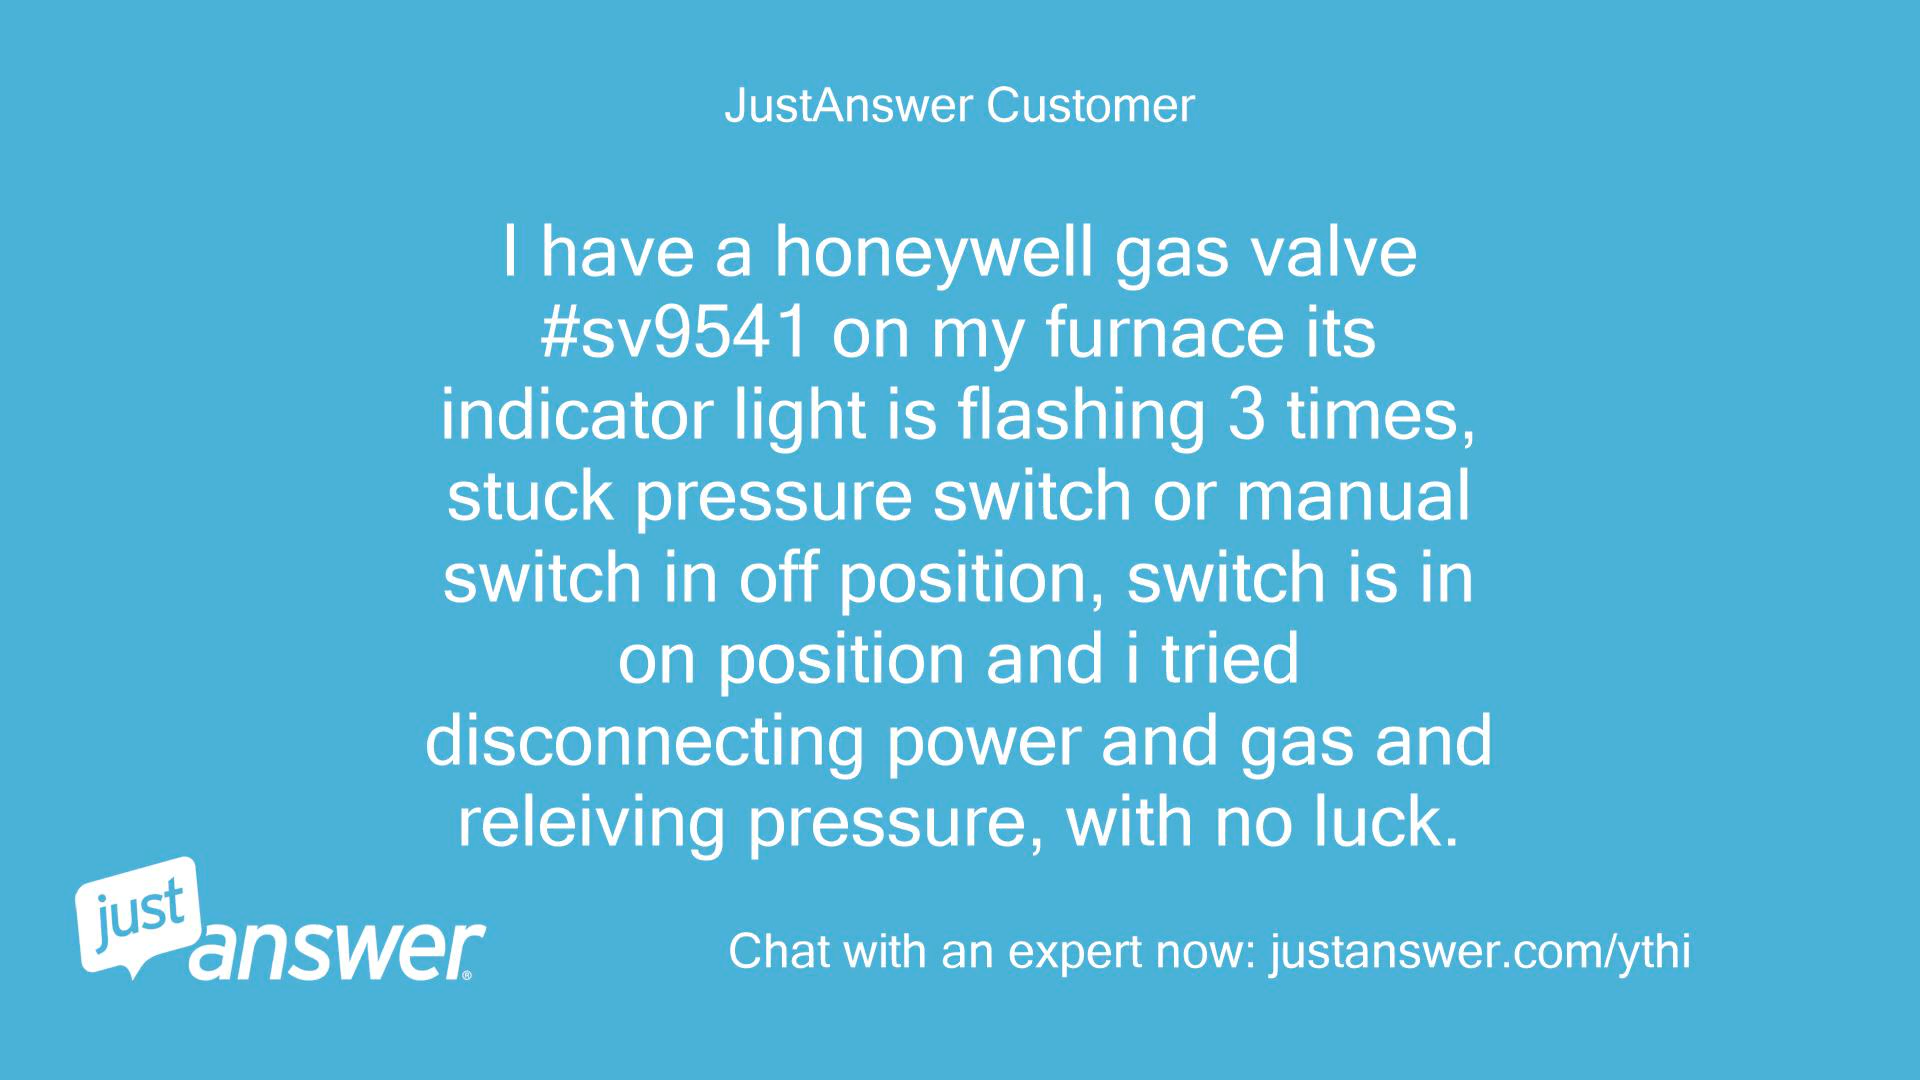 JustAnswer Customer
I have a honeywell gas valve
#sv9541 on my furnace its
indicator light is flashing 3 times,
stuck pressure switch or manual
switch in off position, switch is in
on position and i tried
disconnecting power and gas and
releiving pressure, with no luck.
just
answer®
Chat with an expert now: justanswer.com/ythi